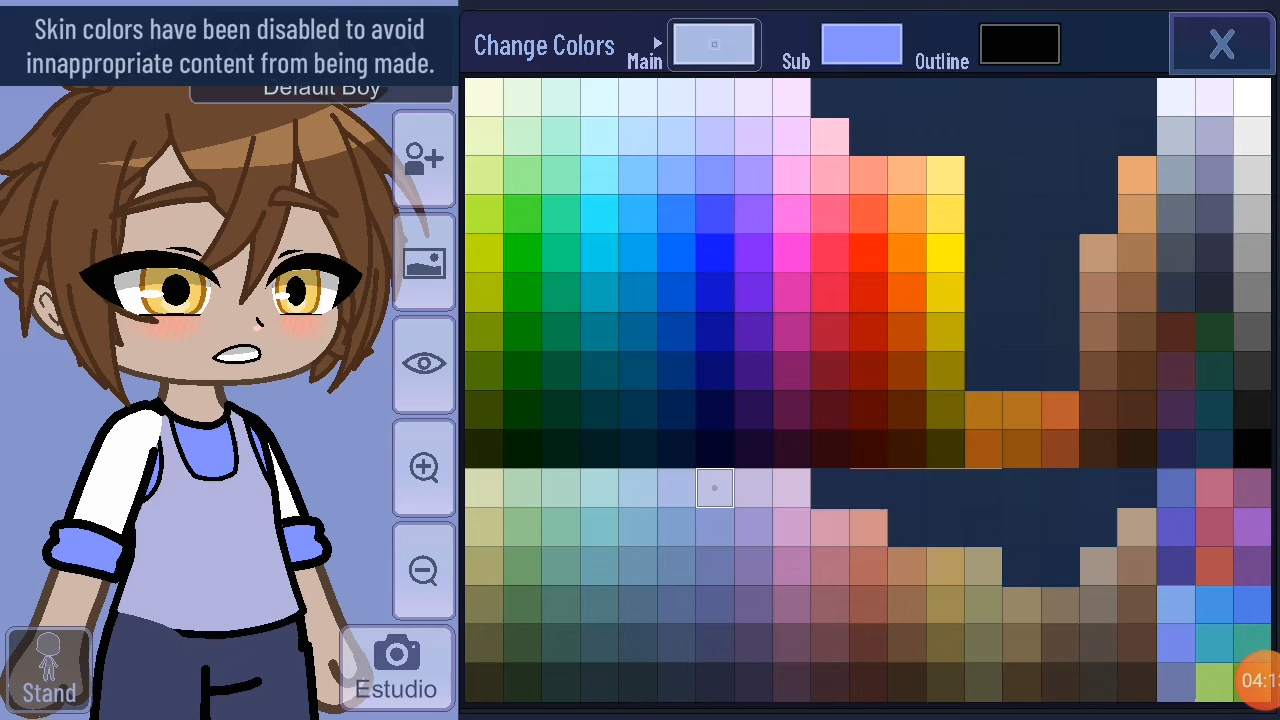 Skin colors have been disabled to avoid
innappropriate content from being made.
Default Boy
Change Colors
Main
Sub
Outline
X
Stand
Estudio